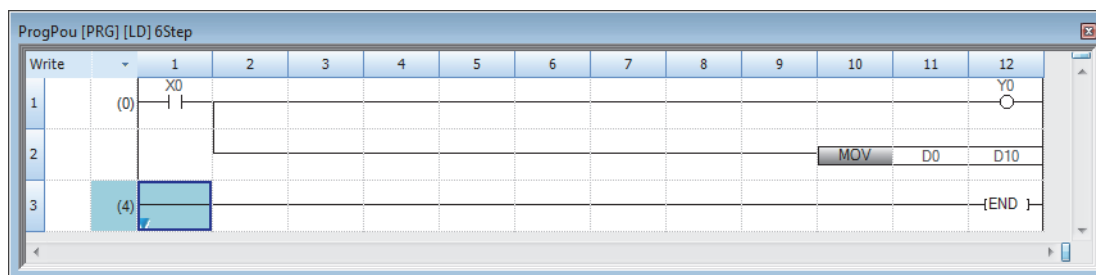 ProgPou [PRG] [LD] 6Step
Write 1 2 3 4 5 6 7 8 9 10 11 12
X0 Y0
1 (0)
2 MOV D0 D10
3 (4) [END ]